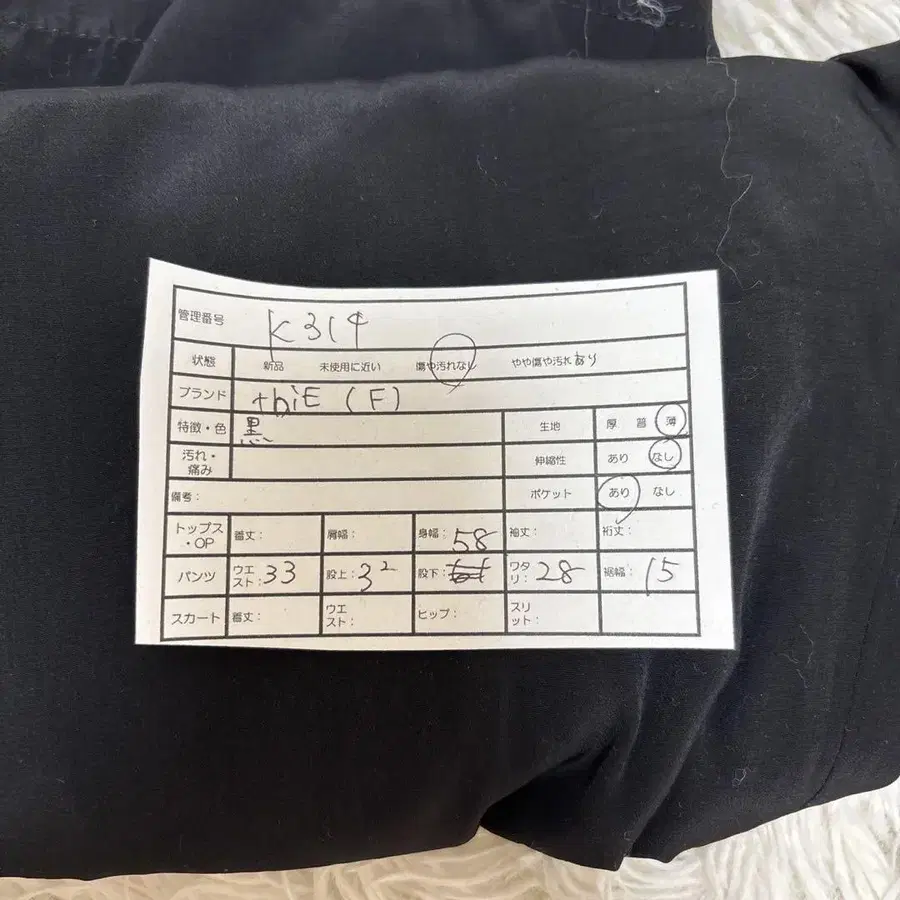 管理番号 K314
状態 新品 未使用に近い 傷や汚れなし やや傷や汚れあり
ブランド thiE (F)
特徴・色 黒 生地 厚 普 薄
汚れ・痛み 伸縮性 あり なし
備考: ポケット あり なし
トップス・OP 着丈: 肩幅: 身幅: 58 袖丈: 裄丈:
パンツ ウエスト: 33 股上: 32 股下: ワタリ: 28 裾幅: 15
スカート 着丈: ウエスト: ヒップ: スリット: